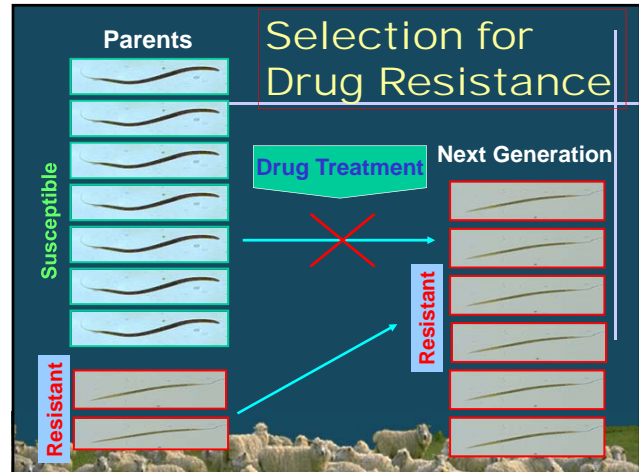 Selection for
Drug Resistance
Parents
Susceptible
Resistant
Drug Treatment
Next Generation
Resistant